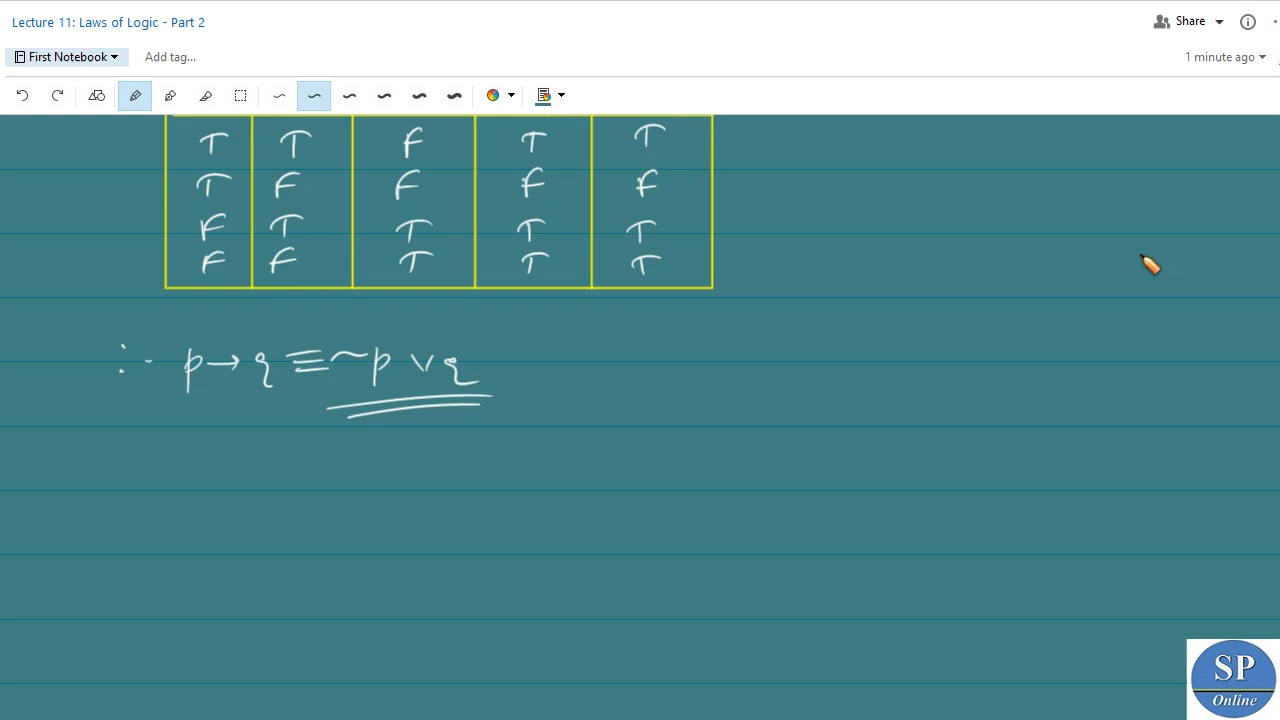 Lecture 11: Laws of Logic - Part 2
Share
First Notebook
Add tag...
1 minute ago
T T F T T
T F F F F
F T T T T
F F T T T
∴ p → q ≡ ~p ∨ q
SP
Online